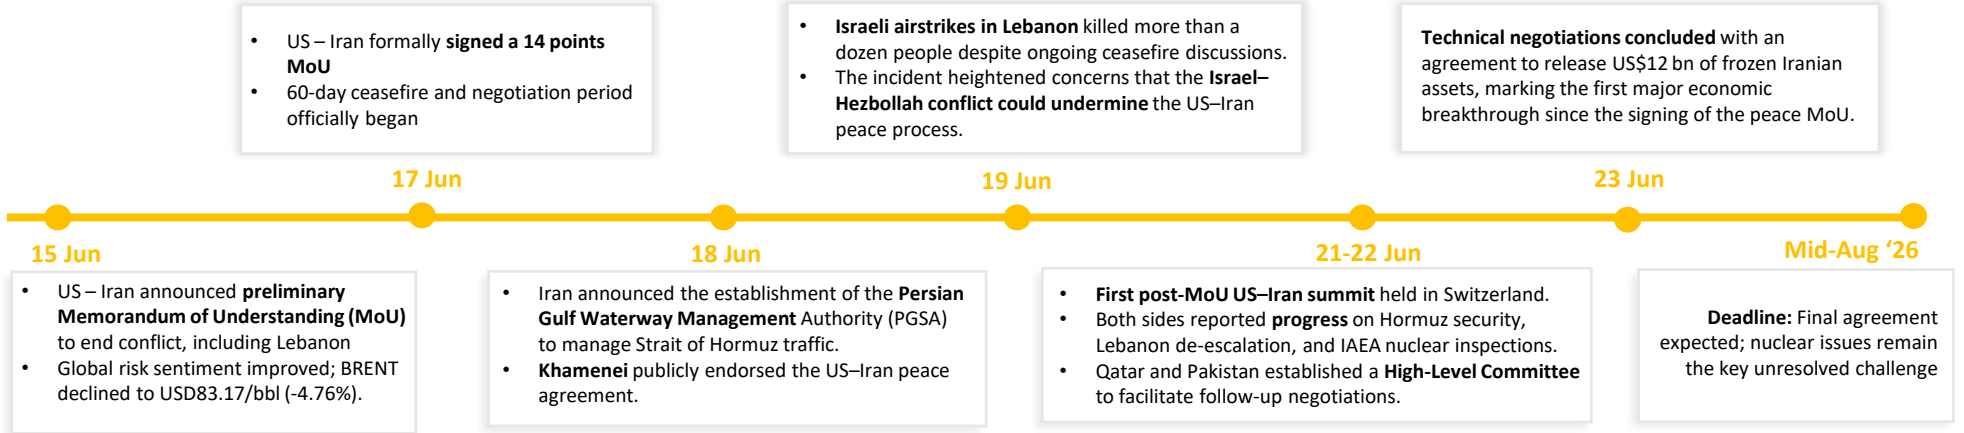 15 Jun
• US – Iran announced preliminary
Memorandum of Understanding (MoU)
to end conflict, including Lebanon
• Global risk sentiment improved; BRENT
declined to USD83.17/bbl (-4.76%).
• US – Iran formally signed a 14 points
MoU
• 60-day ceasefire and negotiation period
officially began
17 Jun
18 Jun
• Iran announced the establishment of the Persian
Gulf Waterway Management Authority (PGSA)
to manage Strait of Hormuz traffic.
• Khamenei publicly endorsed the US–Iran peace
agreement.
• Israeli airstrikes in Lebanon killed more than a
dozen people despite ongoing ceasefire discussions.
• The incident heightened concerns that the Israel–
Hezbollah conflict could undermine the US–Iran
peace process.
19 Jun
21-22 Jun
• First post-MoU US–Iran summit held in Switzerland.
• Both sides reported progress on Hormuz security,
Lebanon de-escalation, and IAEA nuclear inspections.
• Qatar and Pakistan established a High-Level Committee
to facilitate follow-up negotiations.
Technical negotiations concluded with an
agreement to release US$12 bn of frozen Iranian
assets, marking the first major economic
breakthrough since the signing of the peace MoU.
23 Jun
Mid-Aug ‘26
Deadline: Final agreement
expected; nuclear issues remain
the key unresolved challenge